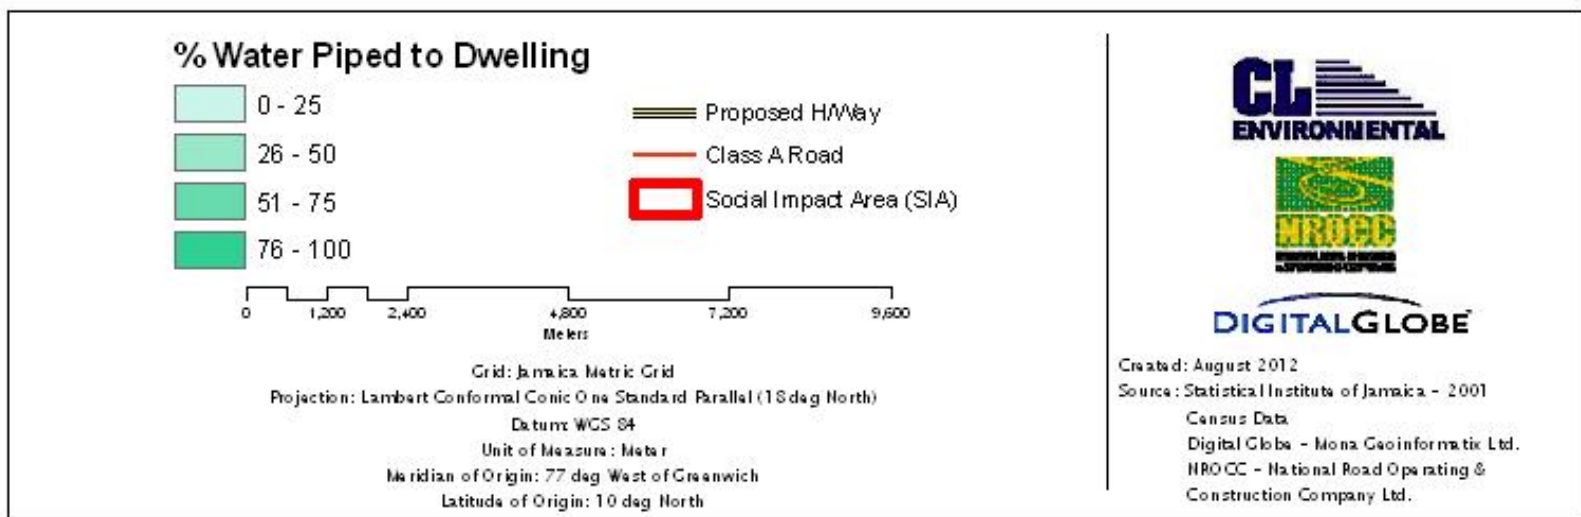 % Water Piped to Dwelling
0 - 25
26 - 50
51 - 75
76 - 100
Proposed H/Way
Class A Road
Social Impact Area (SIA)
0 1,200 2,400 4,800 7,200 9,600
Meters
Grid: Jamaica Metric Grid
Projection: Lambert Conformal Conic One Standard Parallel (18 deg North)
Datum: WGS 84
Unit of Measure: Meter
Meridian of Origin: 77 deg West of Greenwich
Latitude of Origin: 10 deg North
CL
ENVIRONMENTAL
NROCC
DIGITALGLOBE
Created: August 2012
Source: Statistical Institute of Jamaica - 2001
Census Data
Digital Globe - Mona Geoinformatix Ltd.
NROCC - National Road Operating &
Construction Company Ltd.